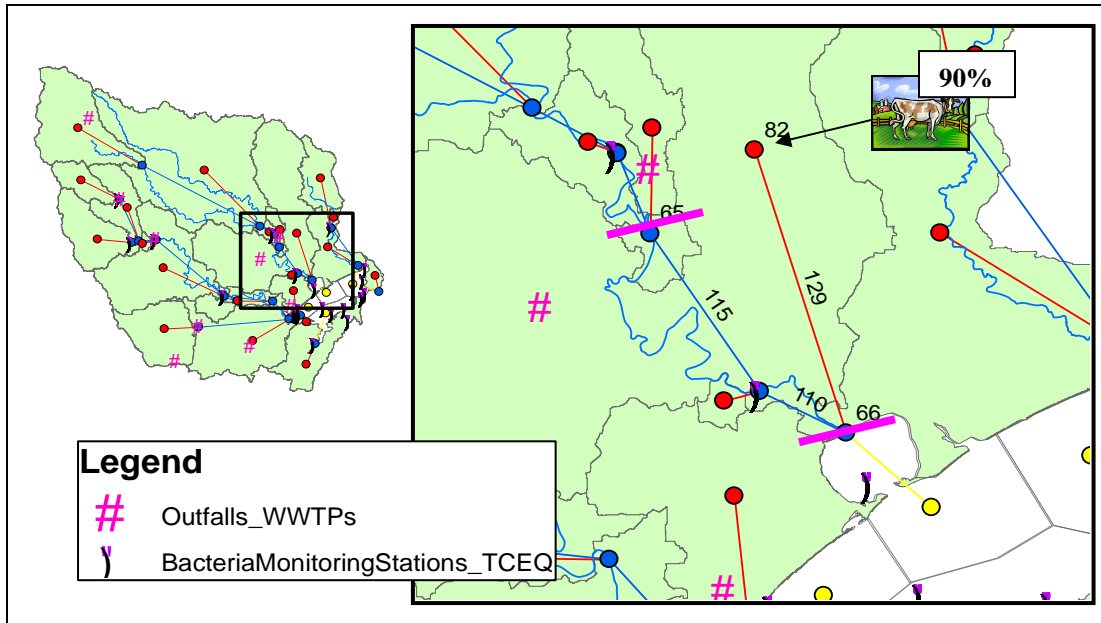 90%
82
65
129
115
110
66
Legend
# Outfalls_WWTPs
BacteriaMonitoringStations_TCEQ